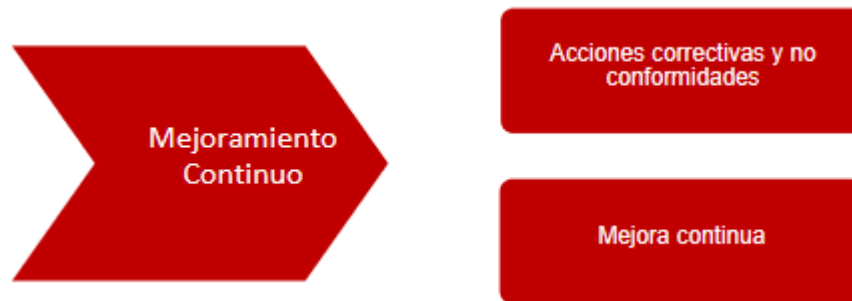 Mejoramiento
Continuo
Acciones correctivas y no
conformidades
Mejora continua